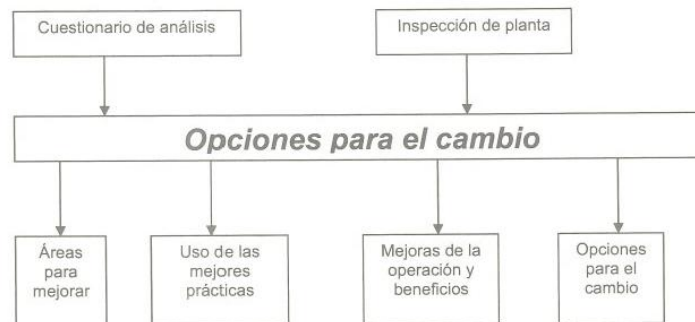 Cuestionario de análisis
Inspección de planta
Opciones para el cambio
Áreas
para
mejorar
Uso de las
mejores
prácticas
Mejoras de la
operación y
beneficios
Opciones
para el
cambio